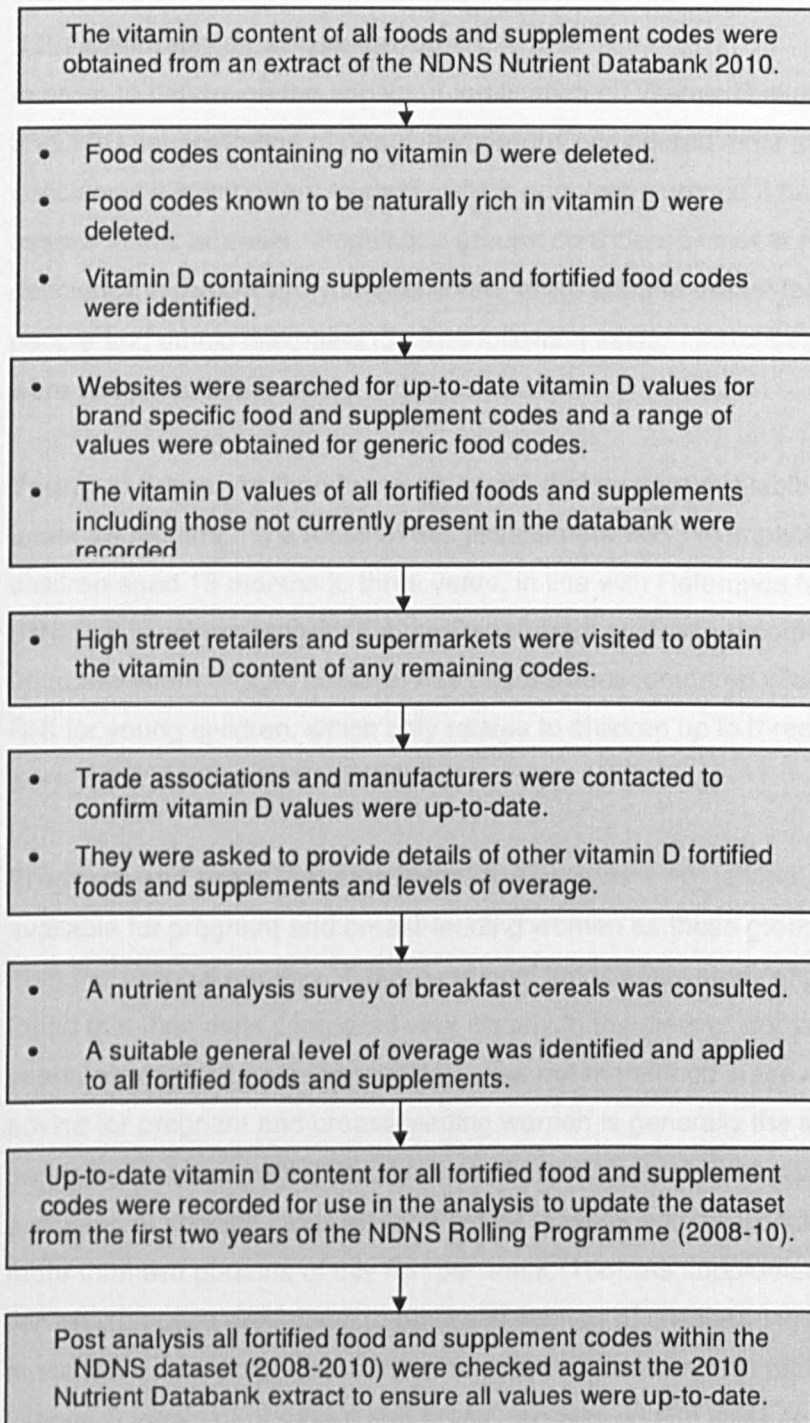 The vitamin D content of all foods and supplement codes were
obtained from an extract of the NDNS Nutrient Databank 2010.
• Food codes containing no vitamin D were deleted.
• Food codes known to be naturally rich in vitamin D were
deleted.
• Vitamin D containing supplements and fortified food codes
were identified.
• Websites were searched for up-to-date vitamin D values for
brand specific food and supplement codes and a range of
values were obtained for generic food codes.
• The vitamin D values of all fortified foods and supplements
including those not currently present in the databank were
recorded
High street retailers and supermarkets were visited to obtain
the vitamin D content of any remaining codes.
• Trade associations and manufacturers were contacted to
confirm vitamin D values were up-to-date.
• They were asked to provide details of other vitamin D fortified
foods and supplements and levels of overage.
• A nutrient analysis survey of breakfast cereals was consulted.
• A suitable general level of overage was identified and applied
to all fortified foods and supplements.
Up-to-date vitamin D content for all fortified food and supplement
codes were recorded for use in the analysis to update the dataset
from the first two years of the NDNS Rolling Programme (2008-10).
Post analysis all fortified food and supplement codes within the
NDNS dataset (2008-2010) were checked against the 2010
Nutrient Databank extract to ensure all values were up-to-date.